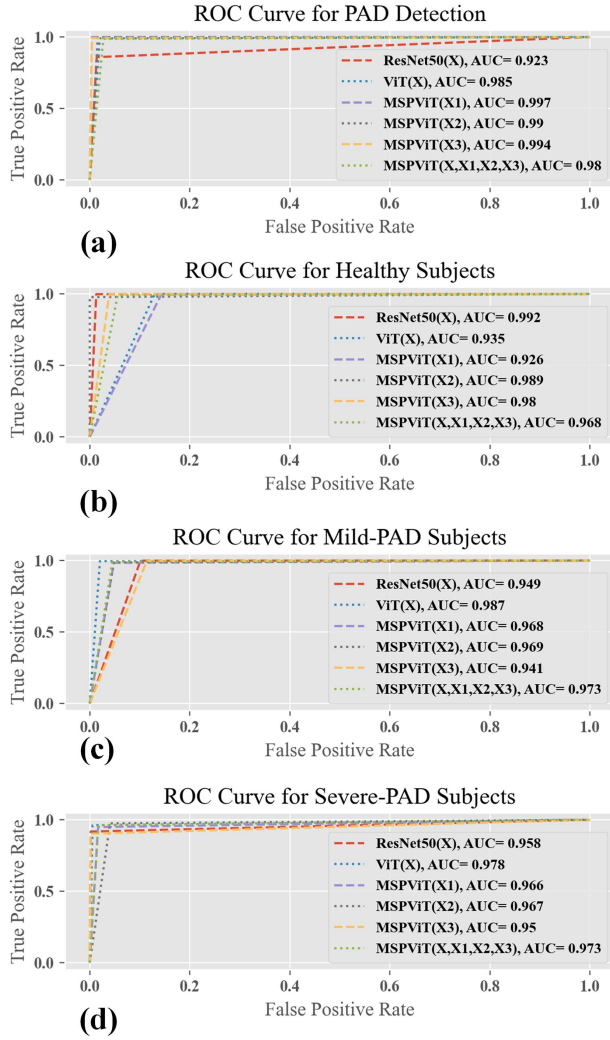 ROC Curve for PAD Detection
True Positive Rate
1.0
0.5
0.0
ResNet50(X), AUC= 0.923
ViT(X), AUC= 0.985
MSPViT(X1), AUC= 0.997
MSPViT(X2), AUC= 0.99
MSPViT(X3), AUC= 0.994
MSPViT(X,X1,X2,X3), AUC= 0.98
0.0 0.2 0.4 0.6 0.8 1.0
False Positive Rate
(a)
ROC Curve for Healthy Subjects
True Positive Rate
1.0
0.5
0.0
ResNet50(X), AUC= 0.992
ViT(X), AUC= 0.935
MSPViT(X1), AUC= 0.926
MSPViT(X2), AUC= 0.989
MSPViT(X3), AUC= 0.98
MSPViT(X,X1,X2,X3), AUC= 0.968
0.0 0.2 0.4 0.6 0.8 1.0
False Positive Rate
(b)
ROC Curve for Mild-PAD Subjects
True Positive Rate
1.0
0.5
0.0
ResNet50(X), AUC= 0.949
ViT(X), AUC= 0.987
MSPViT(X1), AUC= 0.968
MSPViT(X2), AUC= 0.969
MSPViT(X3), AUC= 0.941
MSPViT(X,X1,X2,X3), AUC= 0.973
0.0 0.2 0.4 0.6 0.8 1.0
False Positive Rate
(c)
ROC Curve for Severe-PAD Subjects
True Positive Rate
1.0
0.5
0.0
ResNet50(X), AUC= 0.958
ViT(X), AUC= 0.978
MSPViT(X1), AUC= 0.966
MSPViT(X2), AUC= 0.967
MSPViT(X3), AUC= 0.95
MSPViT(X,X1,X2,X3), AUC= 0.973
0.0 0.2 0.4 0.6 0.8 1.0
False Positive Rate
(d)